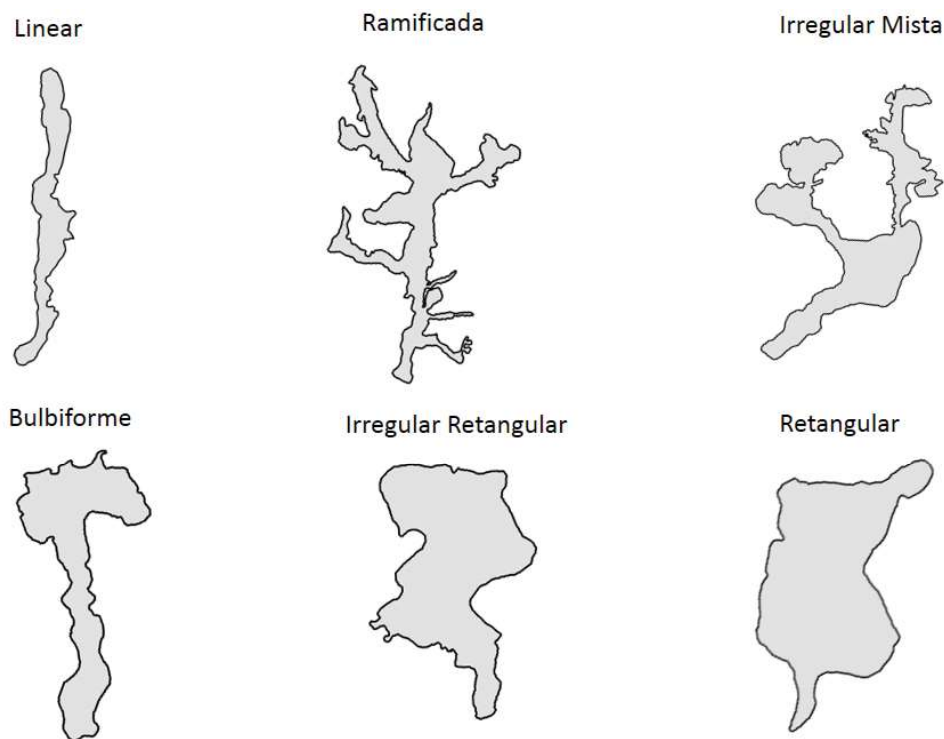 Linear
Ramificada
Irregular Mista
Bulbiforme
Irregular Retangular
Retangular